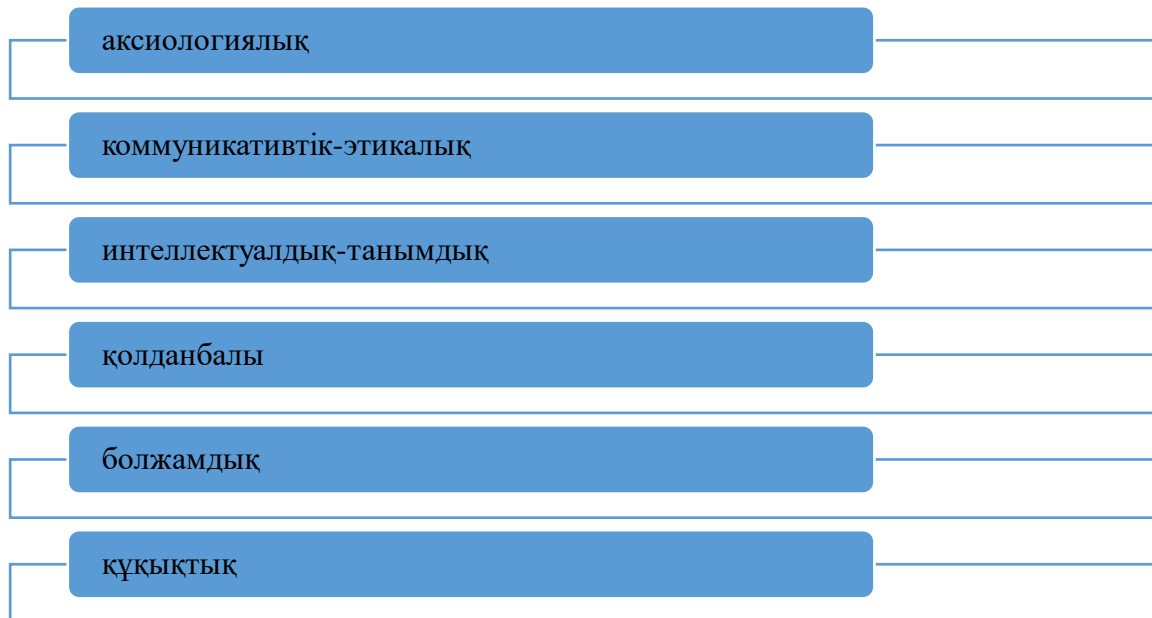 аксиологиялық
коммуникативтік-этикалық
интеллектуалдық-танымдық
қолданбалы
болжамдық
құқықтық